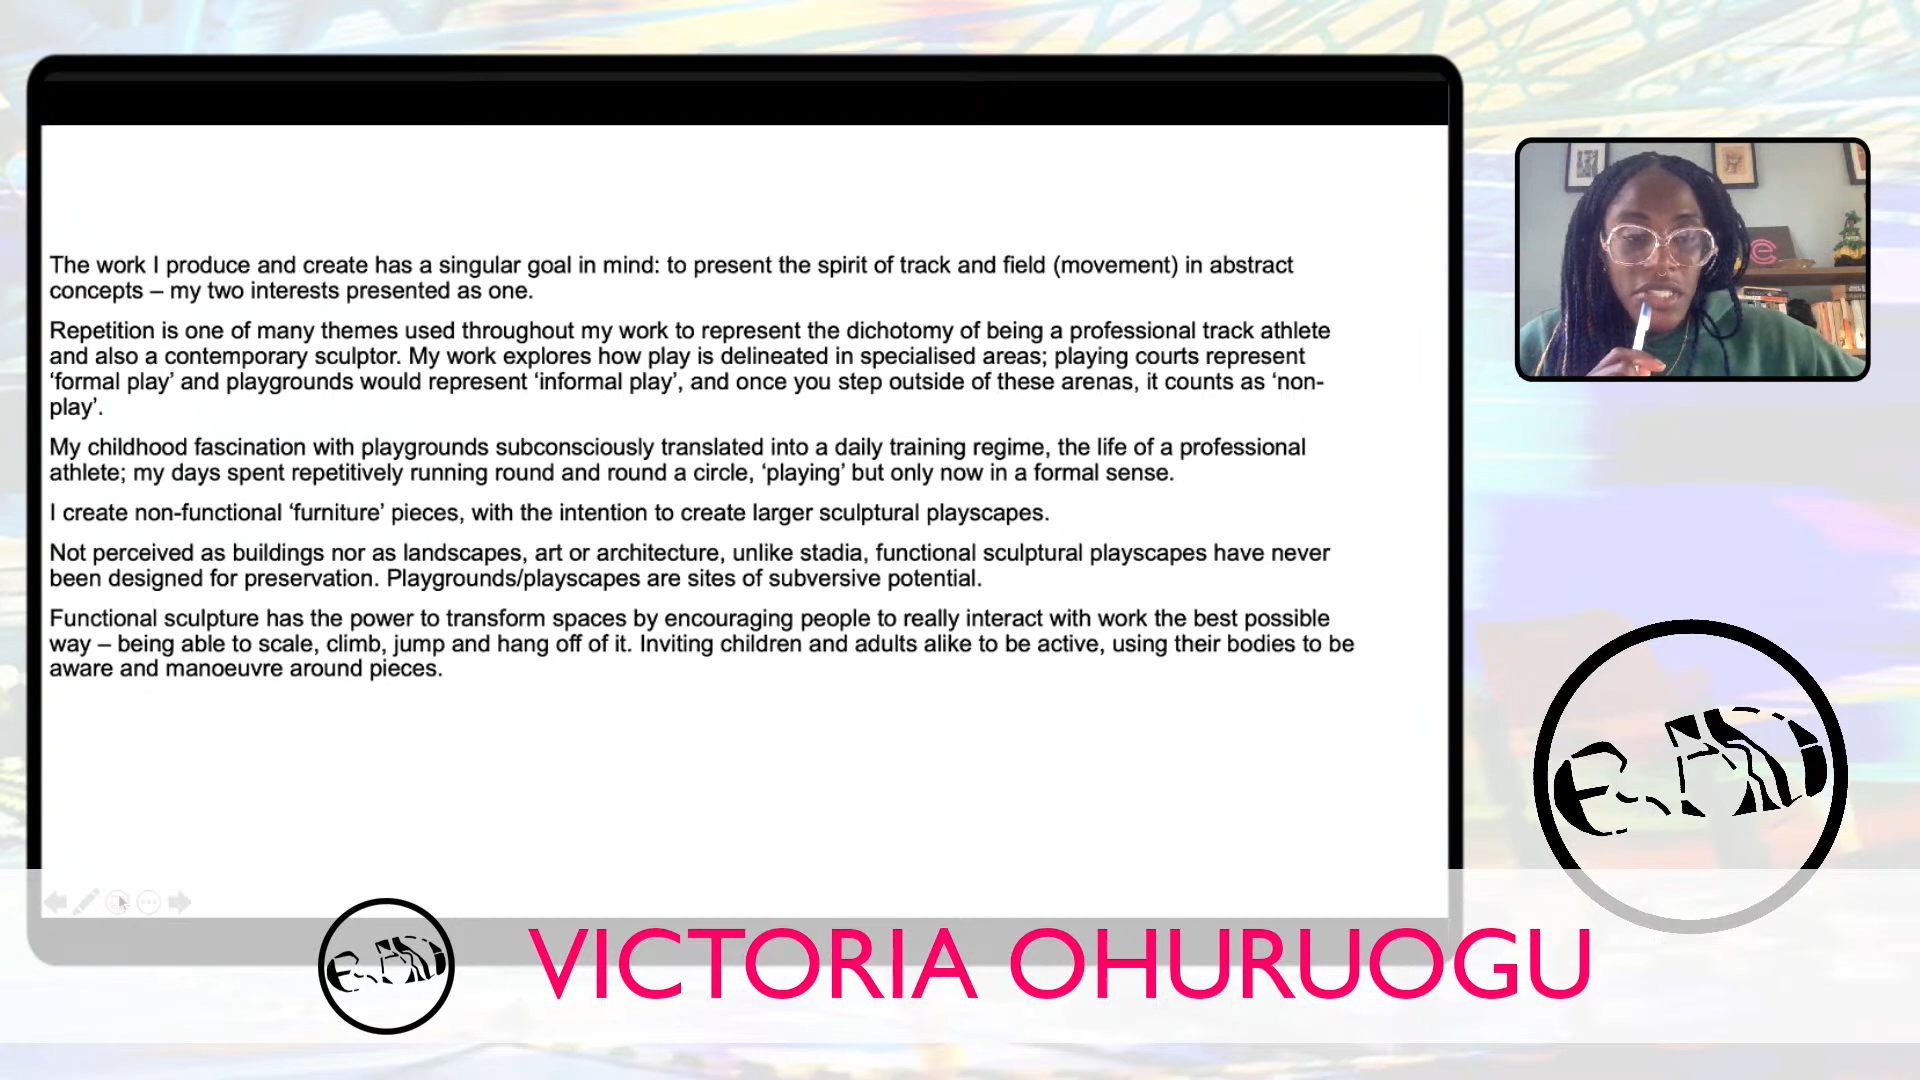 The work I produce and create has a singular goal in mind: to present the spirit of track and field (movement) in abstract
concepts – my two interests presented as one.
Repetition is one of many themes used throughout my work to represent the dichotomy of being a professional track athlete
and also a contemporary sculptor. My work explores how play is delineated in specialised areas; playing courts represent
‘formal play’ and playgrounds would represent ‘informal play’, and once you step outside of these arenas, it counts as ‘non-
play’.
My childhood fascination with playgrounds subconsciously translated into a daily training regime, the life of a professional
athlete; my days spent repetitively running round and round a circle, ‘playing’ but only now in a formal sense.
I create non-functional ‘furniture’ pieces, with the intention to create larger sculptural playscapes.
Not perceived as buildings nor as landscapes, art or architecture, unlike stadia, functional sculptural playscapes have never
been designed for preservation. Playgrounds/playscapes are sites of subversive potential.
Functional sculpture has the power to transform spaces by encouraging people to really interact with work the best possible
way – being able to scale, climb, jump and hang off of it. Inviting children and adults alike to be active, using their bodies to be
aware and manoeuvre around pieces.
e
VICTORIA OHURUOGU